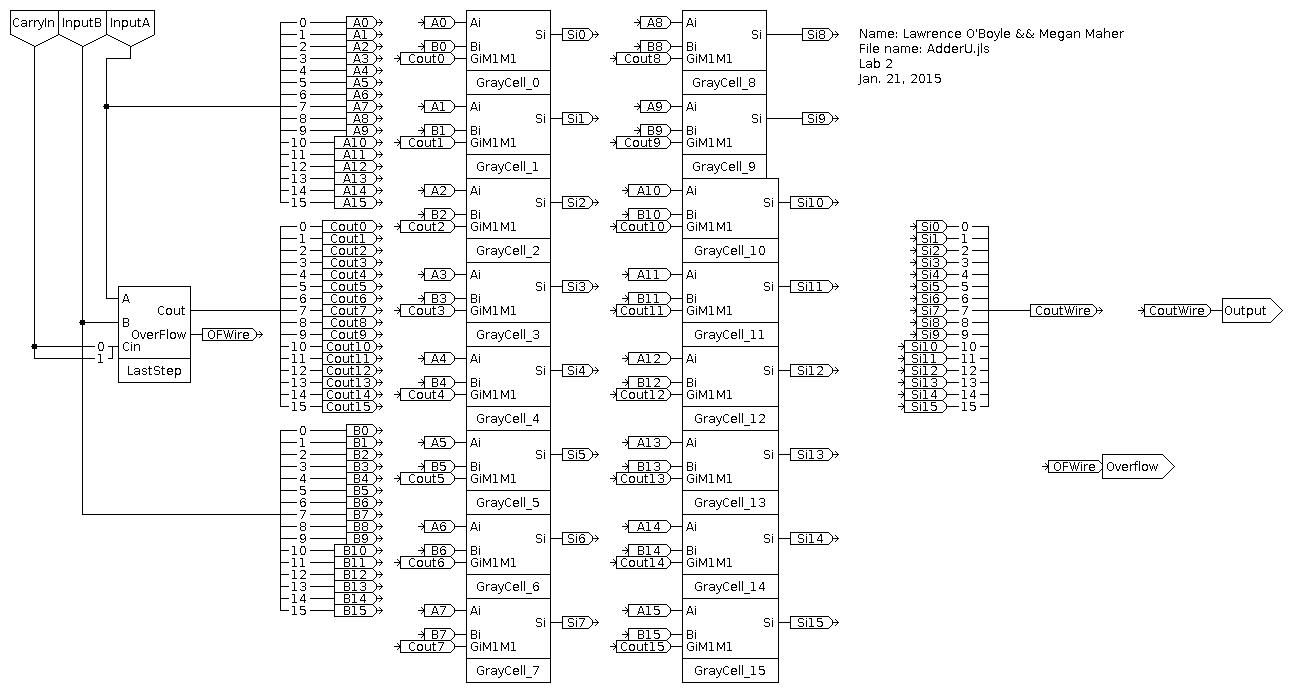 CarryIn InputB InputA
Name: Lawrence O'Boyle && Megan Maher
File name: AdderU.jls
Lab 2
Jan. 21, 2015
0 A0
1 A1
2 A2
3 A3
4 A4
5 A5
6 A6
7 A7
8 A8
9 A9
10 A10
11 A11
12 A12
13 A13
14 A14
15 A15
A
Cout
B
OverFlow
OFWire
0 Cin
1
LastStep
0 Cout0
1 Cout1
2 Cout2
3 Cout3
4 Cout4
5 Cout5
6 Cout6
7 Cout7
8 Cout8
9 Cout9
10 Cout10
11 Cout11
12 Cout12
13 Cout13
14 Cout14
15 Cout15
0 B0
1 B1
2 B2
3 B3
4 B4
5 B5
6 B6
7 B7
8 B8
9 B9
10 B10
11 B11
12 B12
13 B13
14 B14
15 B15
A0 Ai
Si Si0
B0 Bi
Cout0 GiM1M1
GrayCell_0
A1 Ai
Si Si1
B1 Bi
Cout1 GiM1M1
GrayCell_1
A2 Ai
Si Si2
B2 Bi
Cout2 GiM1M1
GrayCell_2
A3 Ai
Si Si3
B3 Bi
Cout3 GiM1M1
GrayCell_3
A4 Ai
Si Si4
B4 Bi
Cout4 GiM1M1
GrayCell_4
A5 Ai
Si Si5
B5 Bi
Cout5 GiM1M1
GrayCell_5
A6 Ai
Si Si6
B6 Bi
Cout6 GiM1M1
GrayCell_6
A7 Ai
Si Si7
B7 Bi
Cout7 GiM1M1
GrayCell_7
A8 Ai
Si Si8
B8 Bi
Cout8 GiM1M1
GrayCell_8
A9 Ai
Si Si9
B9 Bi
Cout9 GiM1M1
GrayCell_9
A10 Ai
Si Si10
B10 Bi
Cout10 GiM1M1
GrayCell_10
A11 Ai
Si Si11
B11 Bi
Cout11 GiM1M1
GrayCell_11
A12 Ai
Si Si12
B12 Bi
Cout12 GiM1M1
GrayCell_12
A13 Ai
Si Si13
B13 Bi
Cout13 GiM1M1
GrayCell_13
A14 Ai
Si Si14
B14 Bi
Cout14 GiM1M1
GrayCell_14
A15 Ai
Si Si15
B15 Bi
Cout15 GiM1M1
GrayCell_15
Si0 0
Si1 1
Si2 2
Si3 3
Si4 4
Si5 5
Si6 6
Si7 7
Si8 8
Si9 9
Si10 10
Si11 11
Si12 12
Si13 13
Si14 14
Si15 15
CoutWire
CoutWire Output
OFWire Overflow